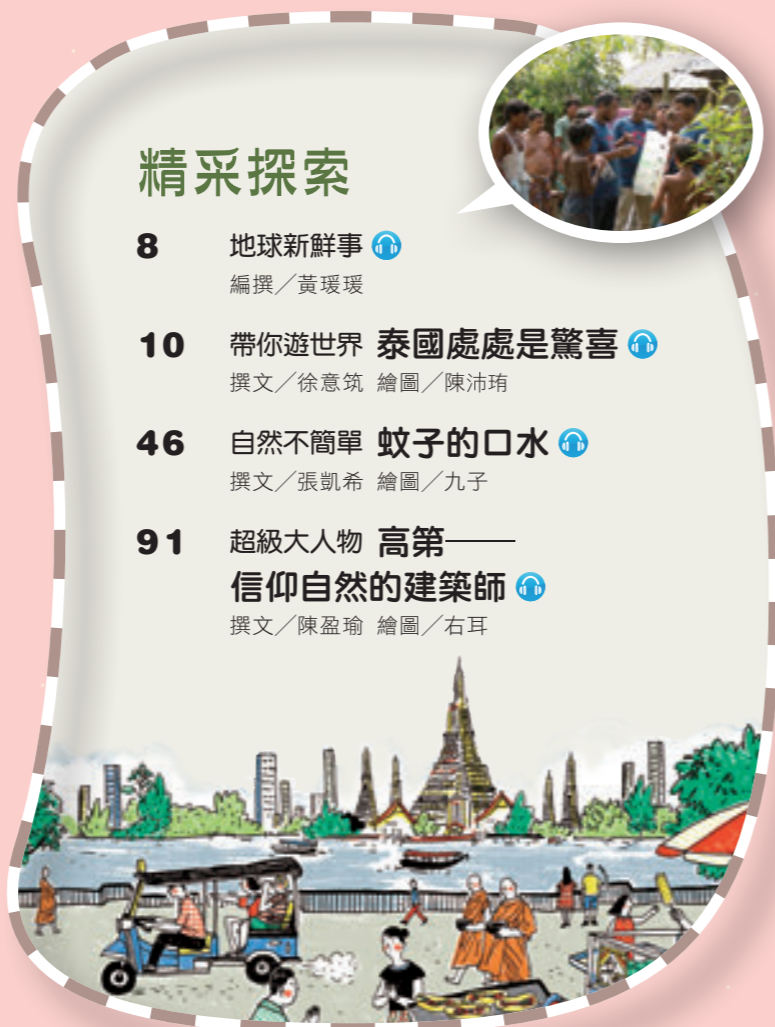 精采探索
8 地球新鮮事
編撰／黃瑗瑗
10 帶你遊世界 泰國處處是驚喜
撰文／徐意筑 繪圖／陳沛珛
46 自然不簡單 蚊子的口水
撰文／張凱希 繪圖／九子
91 超級大人物 高第——
信仰自然的建築師
撰文／陳盈瑜 繪圖／右耳